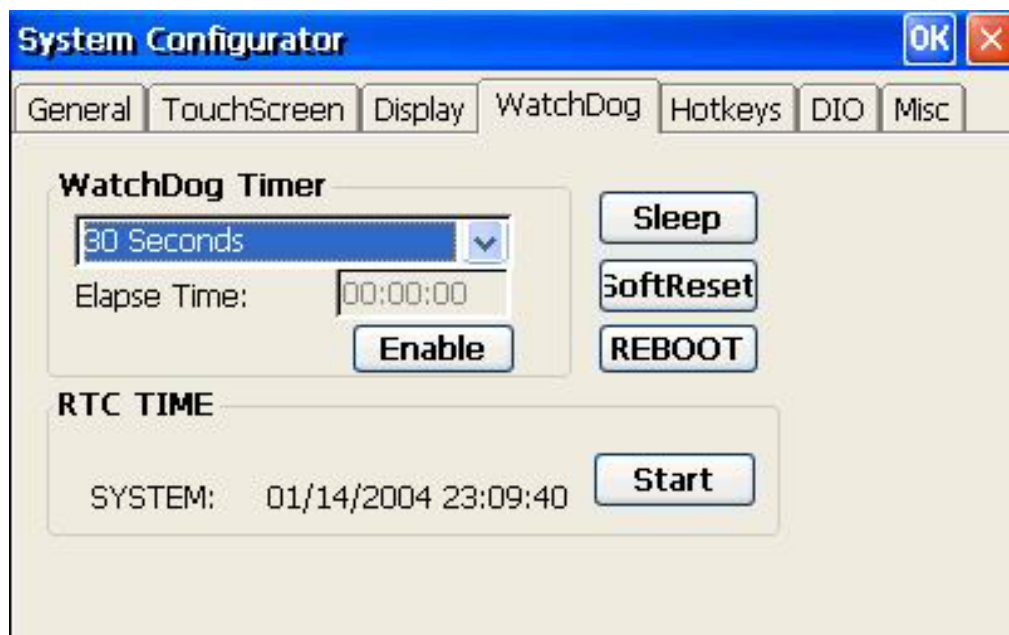 System Configurator OK
General TouchScreen Display WatchDog Hotkeys DIO Misc
WatchDog Timer
30 Seconds
Elapse Time: 00:00:00
Enable
Sleep
SoftReset
REBOOT
RTC TIME
SYSTEM: 01/14/2004 23:09:40
Start